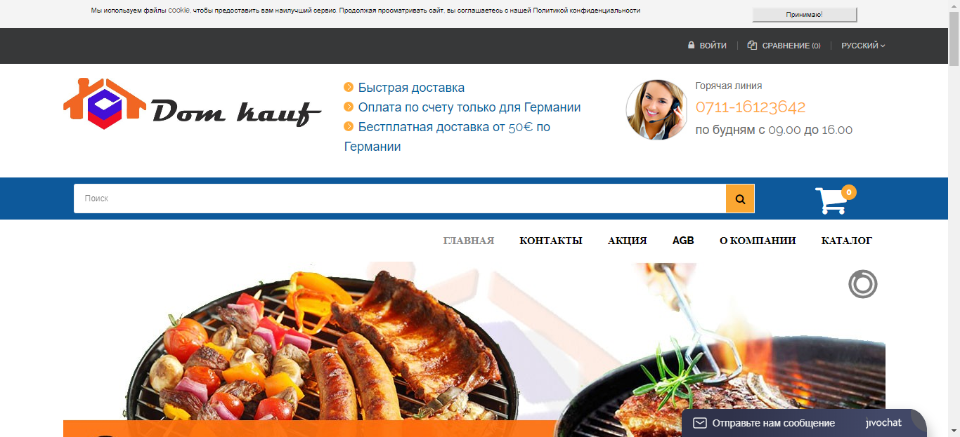 Мы используем файлы cookie, чтобы предоставить вам наилучший сервис. Продолжая просматривать сайт, вы соглашаетесь с нашей Политикой конфиденциальности
Принимаю!
ВОЙТИ
СРАВНЕНИЕ (0)
РУССКИЙ
Dom kauf
Быстрая доставка
Оплата по счету только для Германии
Бестплатная доставка от 50€ по
Германии
Горячая линия
0711-16123642
по будням с 09.00 до 16.00
Поиск
0
ГЛАВНАЯ КОНТАКТЫ АКЦИЯ AGB О КОМПАНИИ КАТАЛОГ
Отправьте нам сообщение
jivochat